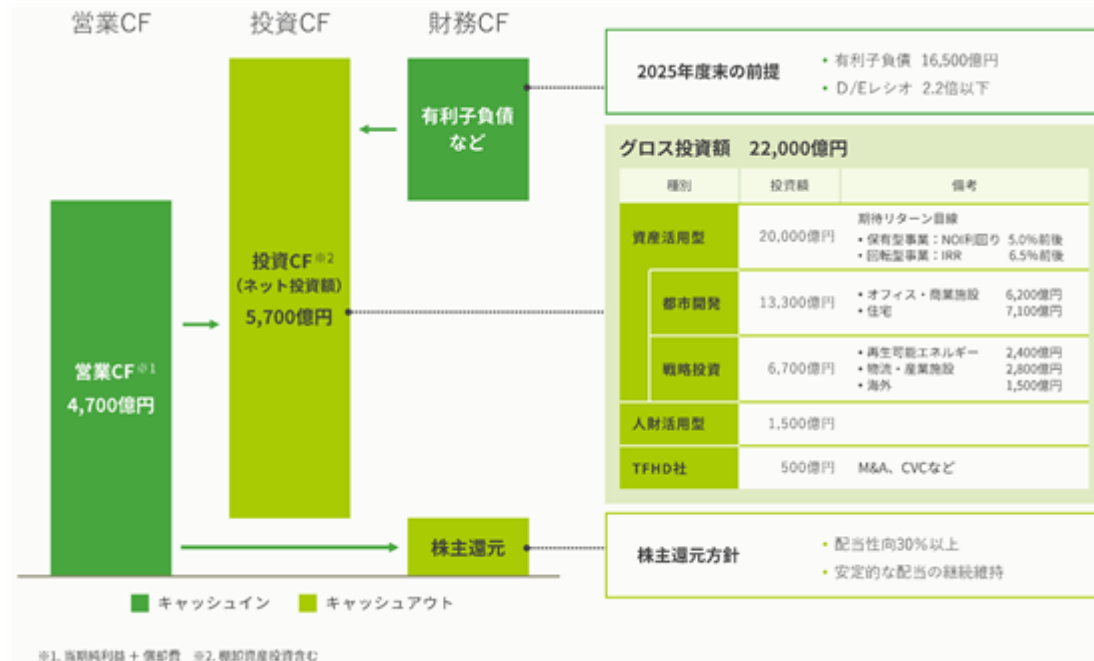 営業CF 投資CF 財務CF
有利子負債
など
投資CF※2
(ネット投資額)
5,700億円
営業CF※1
4,700億円
株主還元
キャッシュイン キャッシュアウト
※1. 当期純利益 + 償却費 ※2. 棚卸資産投資含む
2025年度末の前提
・有利子負債 16,500億円
・D/Eレシオ 2.2倍以下
グロス投資額 22,000億円
種別 投資額 備考
資産活用型 20,000億円
期待リターン目線
・保有型事業:NOI利回り 5.0%前後
・回転型事業:IRR 6.5%前後
都市開発 13,300億円
・オフィス・商業施設 6,200億円
・住宅 7,100億円
戦略投資 6,700億円
・再生可能エネルギー 2,400億円
・物流・産業施設 2,800億円
・海外 1,500億円
人財活用型 1,500億円
TFHD社 500億円 M&A、CVCなど
株主還元方針
・配当性向30%以上
・安定的な配当の継続維持